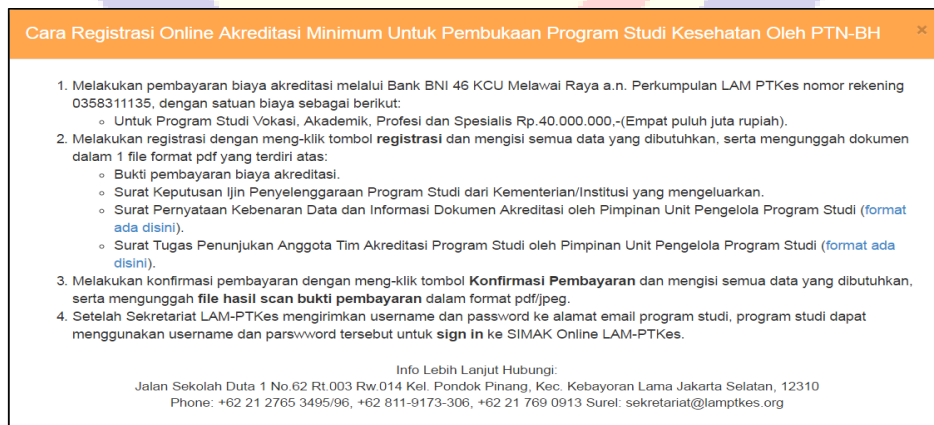 Cara Registrasi Online Akreditasi Minimum Untuk Pembukaan Program Studi Kesehatan Oleh PTN-BH ×
1. Melakukan pembayaran biaya akreditasi melalui Bank BNI 46 KCU Melawai Raya a.n. Perkumpulan LAM PTKes nomor rekening
0358311135, dengan satuan biaya sebagai berikut:
◦ Untuk Program Studi Vokasi, Akademik, Profesi dan Spesialis Rp.40.000.000,-(Empat puluh juta rupiah).
2. Melakukan registrasi dengan meng-klik tombol registrasi dan mengisi semua data yang dibutuhkan, serta mengunggah dokumen
dalam 1 file format pdf yang terdiri atas:
◦ Bukti pembayaran biaya akreditasi.
◦ Surat Keputusan Ijin Penyelenggaraan Program Studi dari Kementerian/Institusi yang mengeluarkan.
◦ Surat Pernyataan Kebenaran Data dan Informasi Dokumen Akreditasi oleh Pimpinan Unit Pengelola Program Studi (format
ada disini).
◦ Surat Tugas Penunjukan Anggota Tim Akreditasi Program Studi oleh Pimpinan Unit Pengelola Program Studi (format ada
disini).
3. Melakukan konfirmasi pembayaran dengan meng-klik tombol Konfirmasi Pembayaran dan mengisi semua data yang dibutuhkan,
serta mengunggah file hasil scan bukti pembayaran dalam format pdf/jpeg.
4. Setelah Sekretariat LAM-PTKes mengirimkan username dan password ke alamat email program studi, program studi dapat
menggunakan username dan parswword tersebut untuk sign in ke SIMAK Online LAM-PTKes.
Info Lebih Lanjut Hubungi:
Jalan Sekolah Duta 1 No.62 Rt.003 Rw.014 Kel. Pondok Pinang, Kec. Kebayoran Lama Jakarta Selatan, 12310
Phone: +62 21 2765 3495/96, +62 811-9173-306, +62 21 769 0913 Surel: sekretariat@lamptkes.org